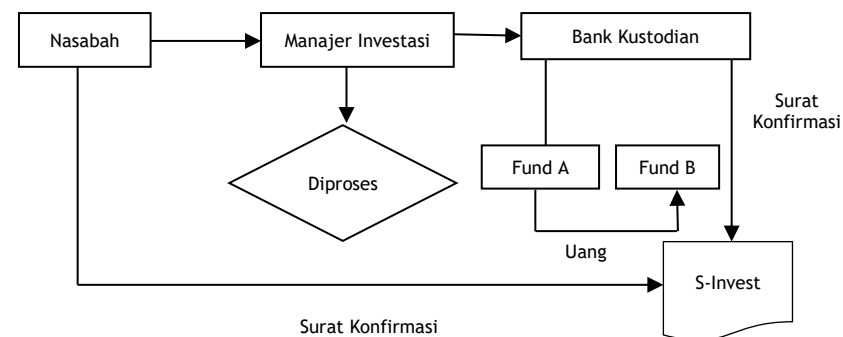 Nasabah
Manajer Investasi
Bank Kustodian
Surat
Konfirmasi
Diproses
Fund A
Fund B
Uang
S-Invest
Surat Konfirmasi